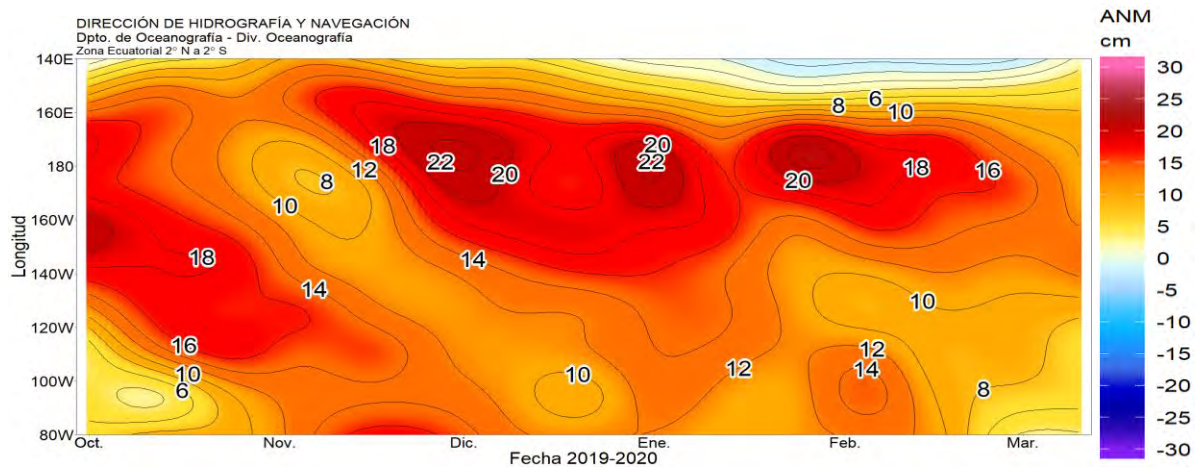 DIRECCIÓN DE HIDROGRAFÍA Y NAVEGACIÓN
Dpto. de Oceanografía - Div. Oceanografía
Zona Ecuatorial 2° N a 2° S
ANM
cm
140E
160E
180
160W
140W
120W
100W
80W
Longitud
8
6
10
18
12
22
20
20
22
20
18
16
8
10
18
14
14
16
10
6
10
12
10
12
14
8
30
25
20
15
10
5
0
-5
-10
-15
-20
-25
-30
Oct.
Nov.
Dic.
Ene.
Feb.
Mar.
Fecha 2019-2020